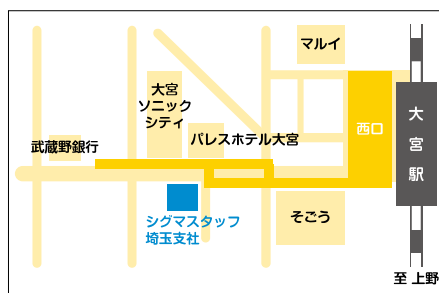 マルイ
大宮
ソニック
シティ
西口
大宮駅
武蔵野銀行
パレスホテル大宮
シグマスタッフ
埼玉支社
そごう
至 上野